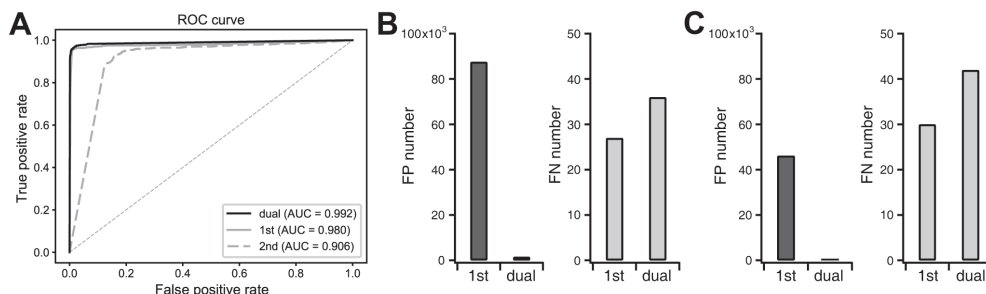 A
ROC curve
True positive rate
1.0
0.8
0.6
0.4
0.2
0.0
0.0 0.2 0.4 0.6 0.8 1.0
False positive rate
dual (AUC = 0.992)
1st (AUC = 0.980)
2nd (AUC = 0.906)
B
100x10³
80
60
40
20
0
FP number
1st dual
50
40
30
20
10
0
FN number
1st dual
C
100x10³
80
60
40
20
0
FP number
1st dual
50
40
30
20
10
0
FN number
1st dual